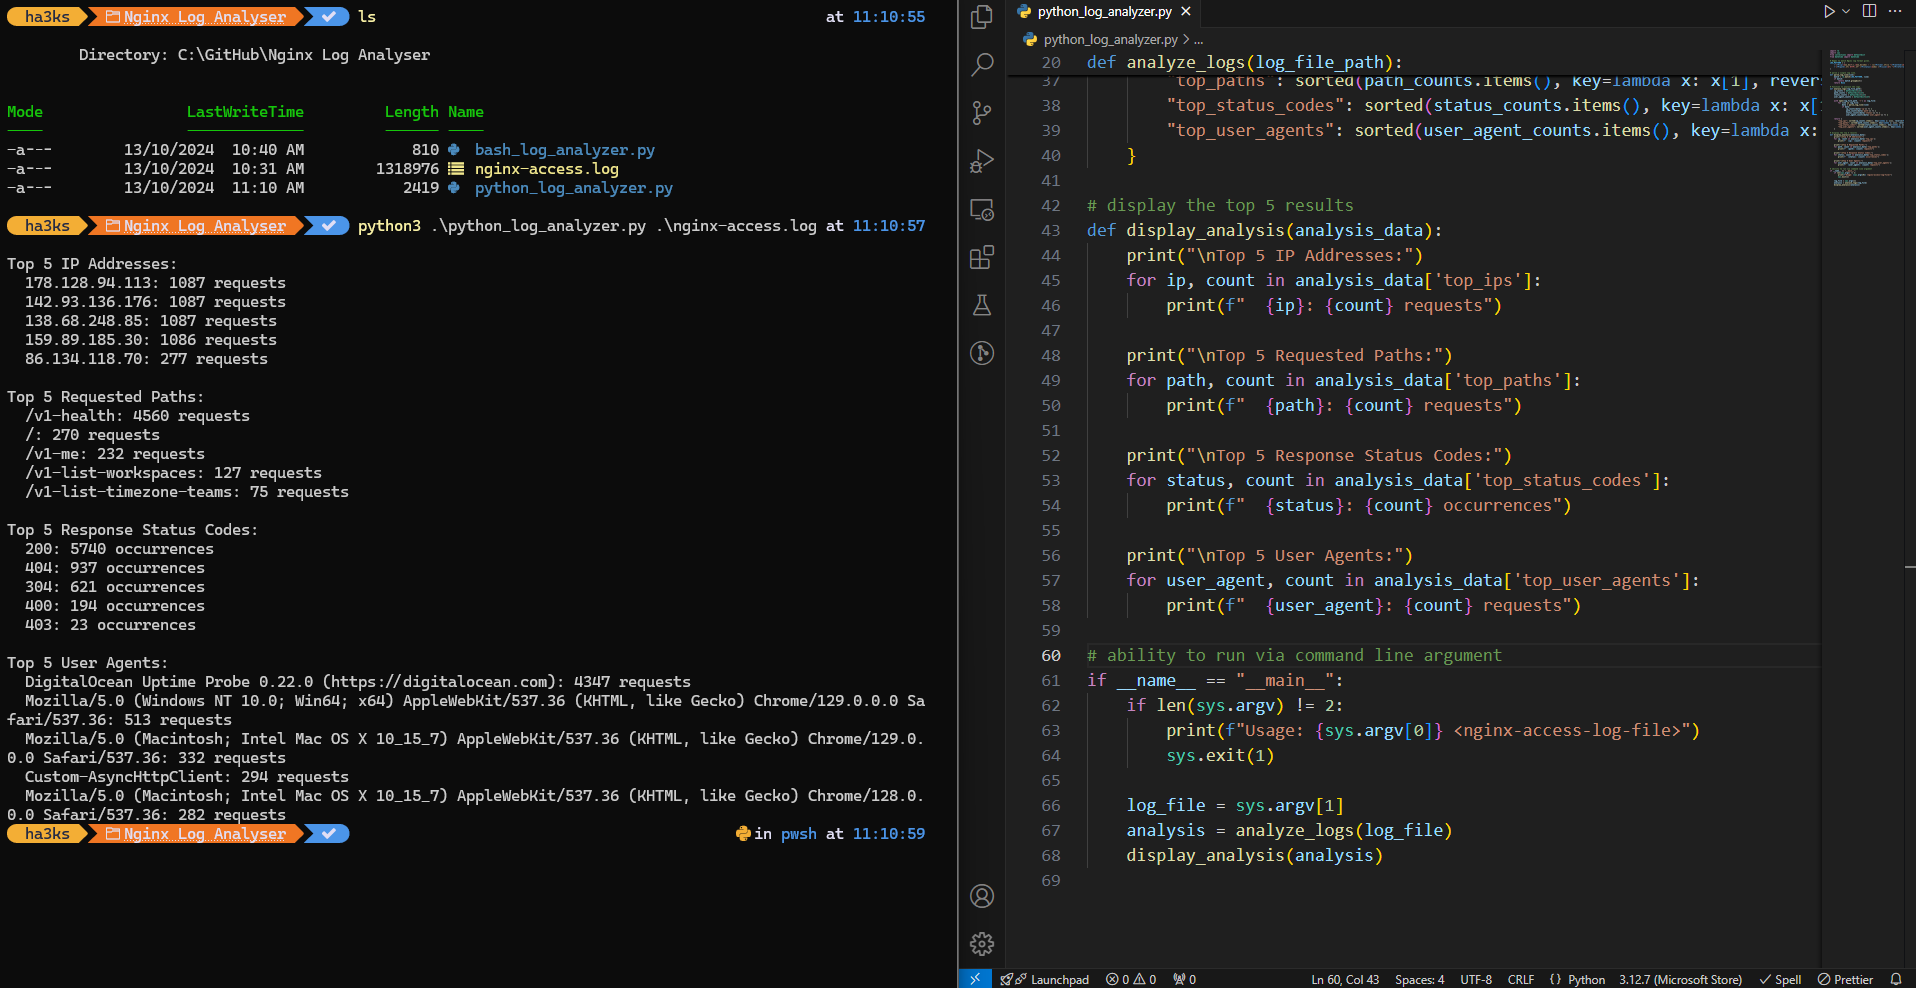 ha3ks Nginx Log Analyser ls at 11:10:55
Directory: C:\GitHub\Nginx Log Analyser
Mode LastWriteTime Length Name
-a--- 13/10/2024 10:40 AM 810 bash_log_analyzer.py
-a--- 13/10/2024 10:31 AM 1318976 nginx-access.log
-a--- 13/10/2024 11:10 AM 2419 python_log_analyzer.py
ha3ks Nginx Log Analyser python3 .\python_log_analyzer.py .\nginx-access.log at 11:10:57
Top 5 IP Addresses:
178.128.94.113: 1087 requests
142.93.136.176: 1087 requests
138.68.248.85: 1087 requests
159.89.185.30: 1086 requests
86.134.118.70: 277 requests
Top 5 Requested Paths:
/v1-health: 4560 requests
/: 270 requests
/v1-me: 232 requests
/v1-list-workspaces: 127 requests
/v1-list-timezone-teams: 75 requests
Top 5 Response Status Codes:
200: 5740 occurrences
404: 937 occurrences
304: 621 occurrences
400: 194 occurrences
403: 23 occurrences
Top 5 User Agents:
DigitalOcean Uptime Probe 0.22.0 (https://digitalocean.com): 4347 requests
Mozilla/5.0 (Windows NT 10.0; Win64; x64) AppleWebKit/537.36 (KHTML, like Gecko) Chrome/129.0.0.0 Sa
fari/537.36: 513 requests
Mozilla/5.0 (Macintosh; Intel Mac OS X 10_15_7) AppleWebKit/537.36 (KHTML, like Gecko) Chrome/129.0.
0.0 Safari/537.36: 332 requests
Custom-AsyncHttpClient: 294 requests
Mozilla/5.0 (Macintosh; Intel Mac OS X 10_15_7) AppleWebKit/537.36 (KHTML, like Gecko) Chrome/128.0.
0.0 Safari/537.36: 282 requests
ha3ks Nginx Log Analyser in pwsh at 11:10:59
python_log_analyzer.py
python_log_analyzer.py > ...
20 def analyze_logs(log_file_path):
37 "top_paths": sorted(path_counts.items(), key=lambda x: x[1], rever
38 "top_status_codes": sorted(status_counts.items(), key=lambda x: x[
39 "top_user_agents": sorted(user_agent_counts.items(), key=lambda x:
40 }
41
42 # display the top 5 results
43 def display_analysis(analysis_data):
44 print("\nTop 5 IP Addresses:")
45 for ip, count in analysis_data['top_ips']:
46 print(f"  {ip}: {count} requests")
47
48 print("\nTop 5 Requested Paths:")
49 for path, count in analysis_data['top_paths']:
50 print(f"  {path}: {count} requests")
51
52 print("\nTop 5 Response Status Codes:")
53 for status, count in analysis_data['top_status_codes']:
54 print(f"  {status}: {count} occurrences")
55
56 print("\nTop 5 User Agents:")
57 for user_agent, count in analysis_data['top_user_agents']:
58 print(f"  {user_agent}: {count} requests")
59
60 # ability to run via command line argument
61 if __name__ == "__main__":
62 if len(sys.argv) != 2:
63 print(f"Usage: {sys.argv[0]} <nginx-access-log-file>")
64 sys.exit(1)
65
66 log_file = sys.argv[1]
67 analysis = analyze_logs(log_file)
68 display_analysis(analysis)
69
Launchpad 0 0 0 Ln 60, Col 43 Spaces: 4 UTF-8 CRLF {} Python 3.12.7 (Microsoft Store) Spell Prettier